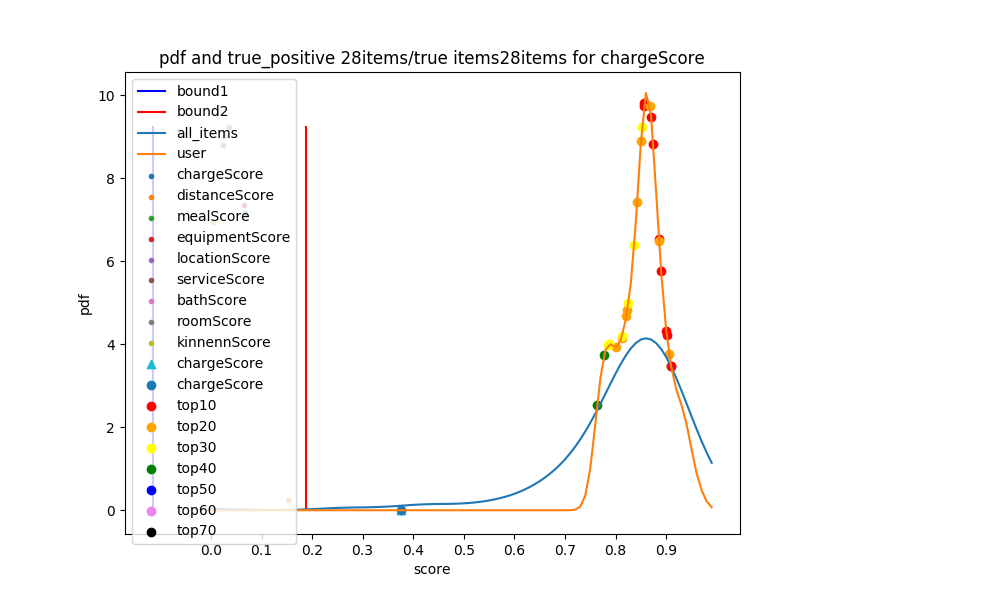 pdf and true_positive 28items/true items28items for chargeScore
bound1
bound2
all_items
user
chargeScore
distanceScore
mealScore
equipmentScore
locationScore
serviceScore
bathScore
roomScore
kinnennScore
chargeScore
chargeScore
top10
top20
top30
top40
top50
top60
top70
pdf
10
8
6
4
2
0
0.0 0.1 0.2 0.3 0.4 0.5 0.6 0.7 0.8 0.9
score